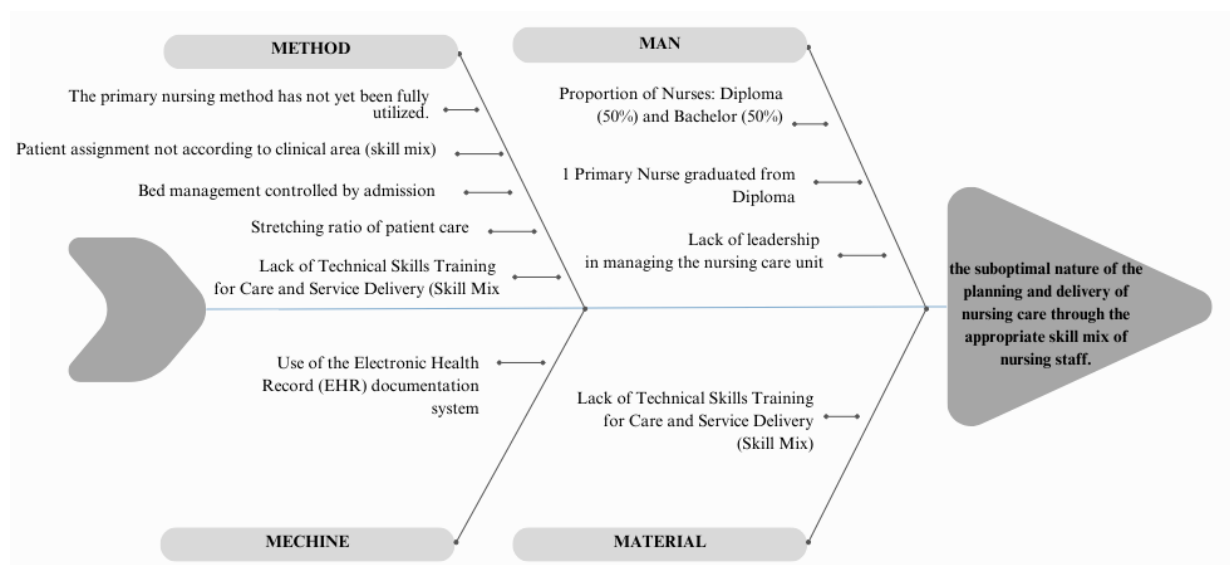 METHOD
The primary nursing method has not yet been fully
utilized.
Patient assignment not according to clinical area (skill mix)
Bed management controlled by admission
Stretching ratio of patient care
Lack of Technical Skills Training
for Care and Service Delivery (Skill Mix
MAN
Proportion of Nurses: Diploma
(50%) and Bachelor (50%)
1 Primary Nurse graduated from
Diploma
Lack of leadership
in managing the nursing care unit
Use of the Electronic Health
Record (EHR) documentation
system
MECHINE
Lack of Technical Skills Training
for Care and Service Delivery
(Skill Mix)
MATERIAL
the suboptimal nature of the
planning and delivery of
nursing care through the
appropriate skill mix of
nursing staff.